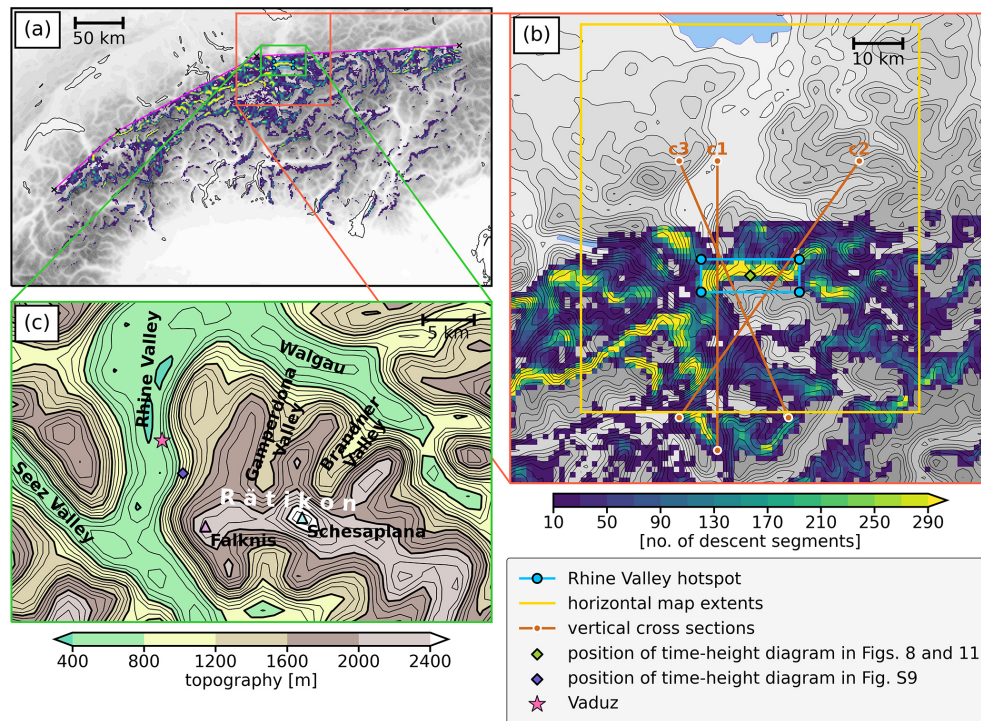 (a)
50 km
(b)
10 km
c3
c1
c2
(c)
5 km
Rhine Valley
Walgau
Gamperdona
Valley
Brandner
Valley
Seez Valley
Rätikon
Falknis
Schesaplana
400 800 1200 1600 2000 2400
topography [m]
10 50 90 130 170 210 250 290
[no. of descent segments]
Rhine Valley hotspot
horizontal map extents
vertical cross sections
position of time-height diagram in Figs. 8 and 11
position of time-height diagram in Fig. S9
Vaduz